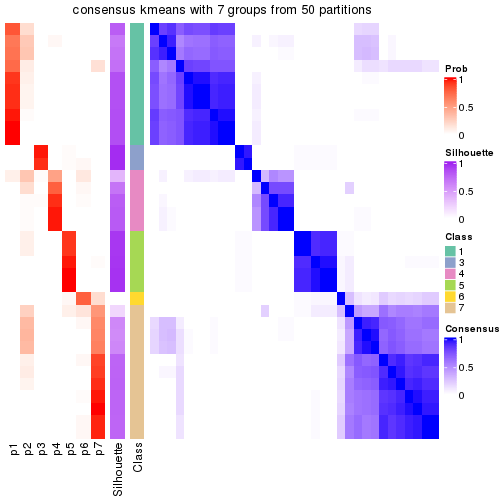 consensus kmeans with 7 groups from 50 partitions
Prob
1
0.5
0
Silhouette
1
0.5
0
Class
1
3
4
5
6
7
Consensus
1
0.5
0
p1
p2
p3
p4
p5
p6
p7
Silhouette
Class